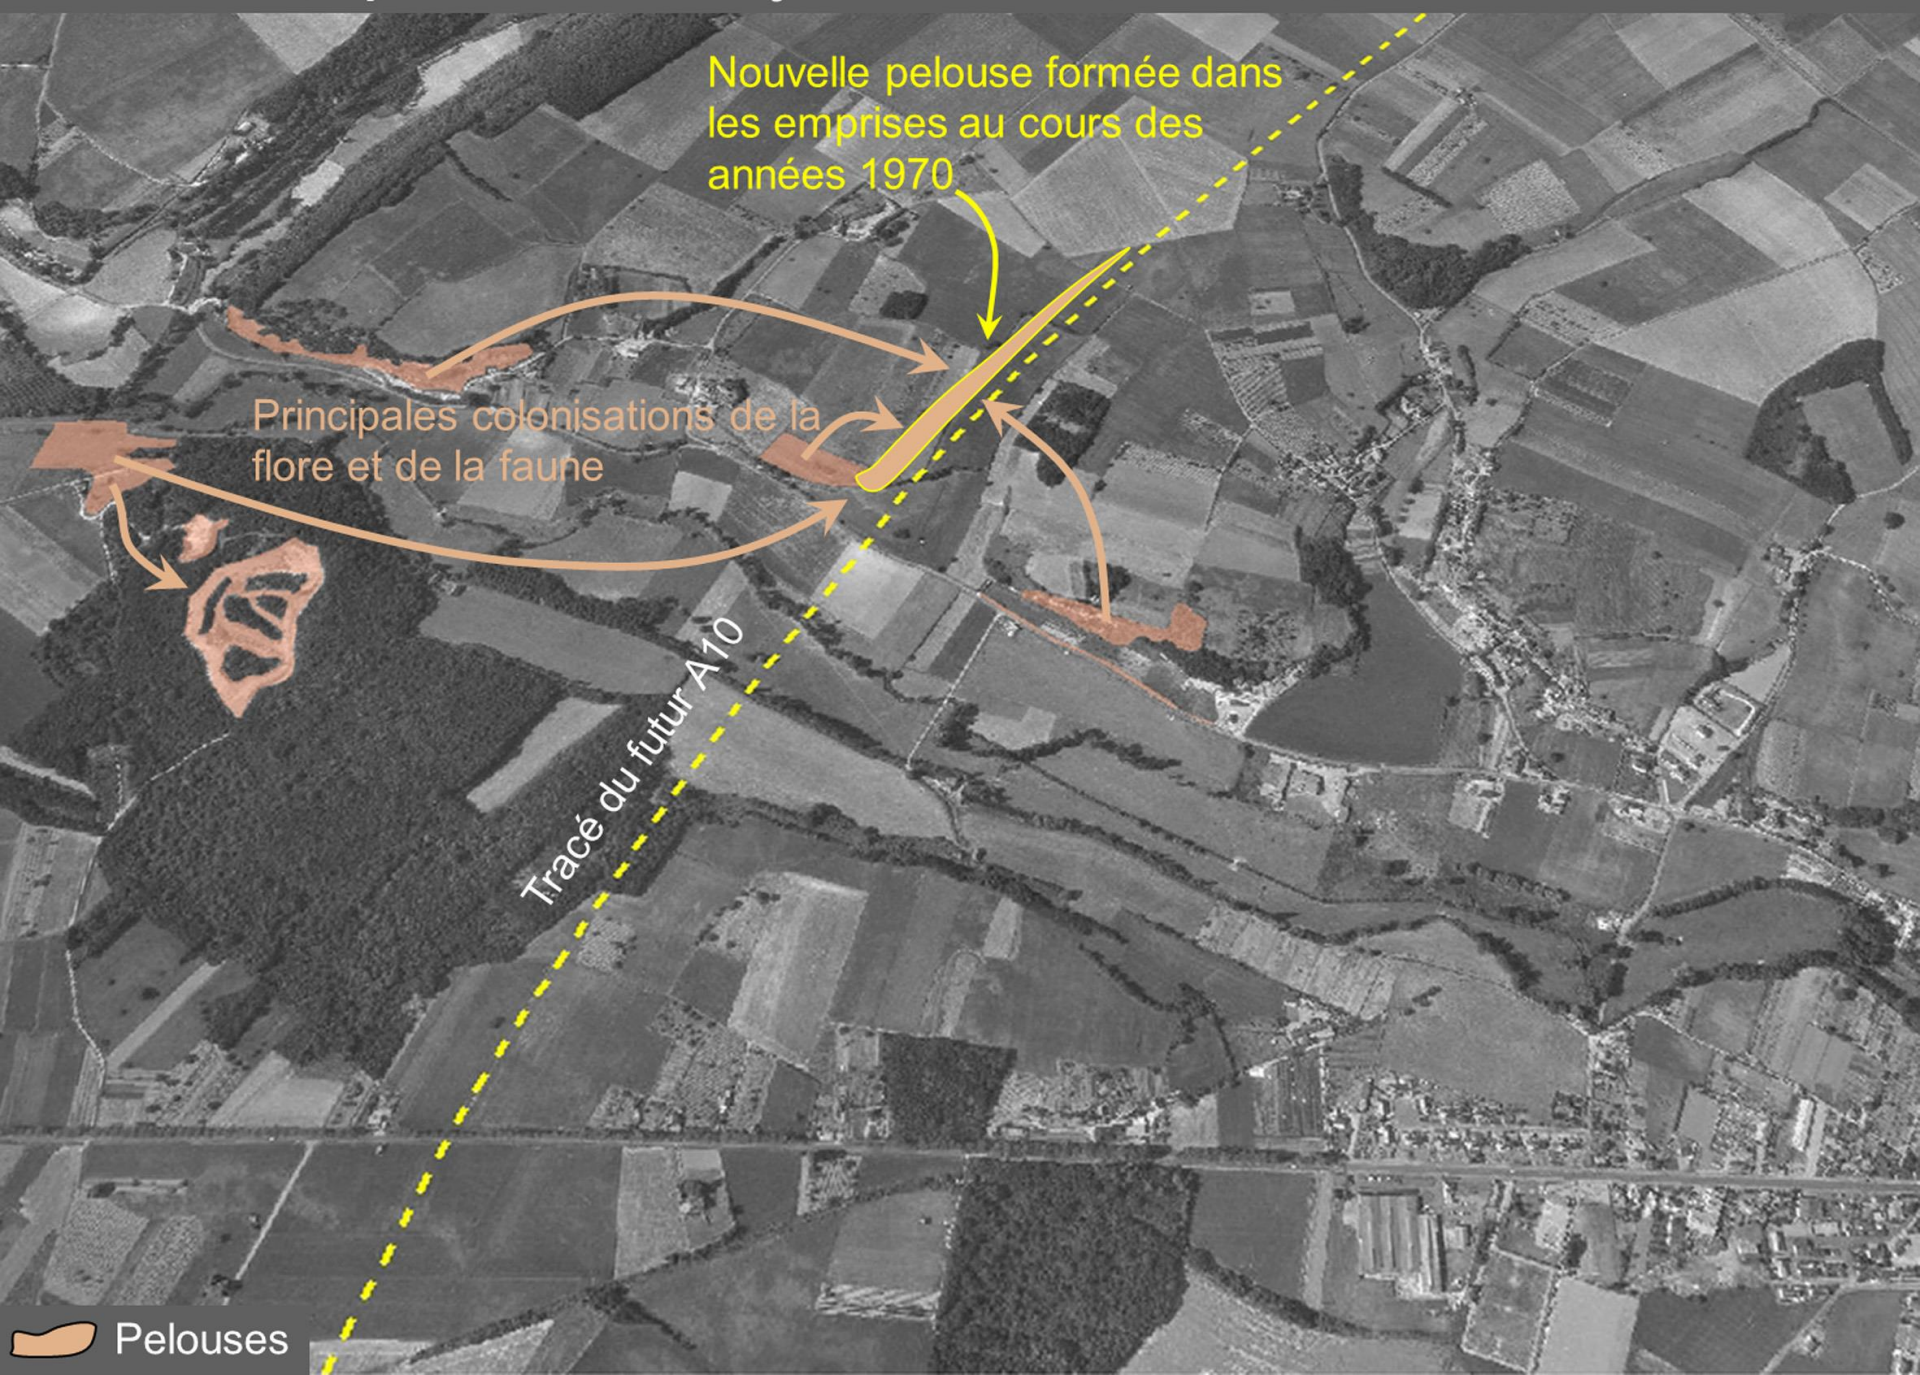 Nouvelle pelouse formée dans
les emprises au cours des
années 1970
Principales colonisations de la
flore et de la faune
Tracé du futur A10
Pelouses